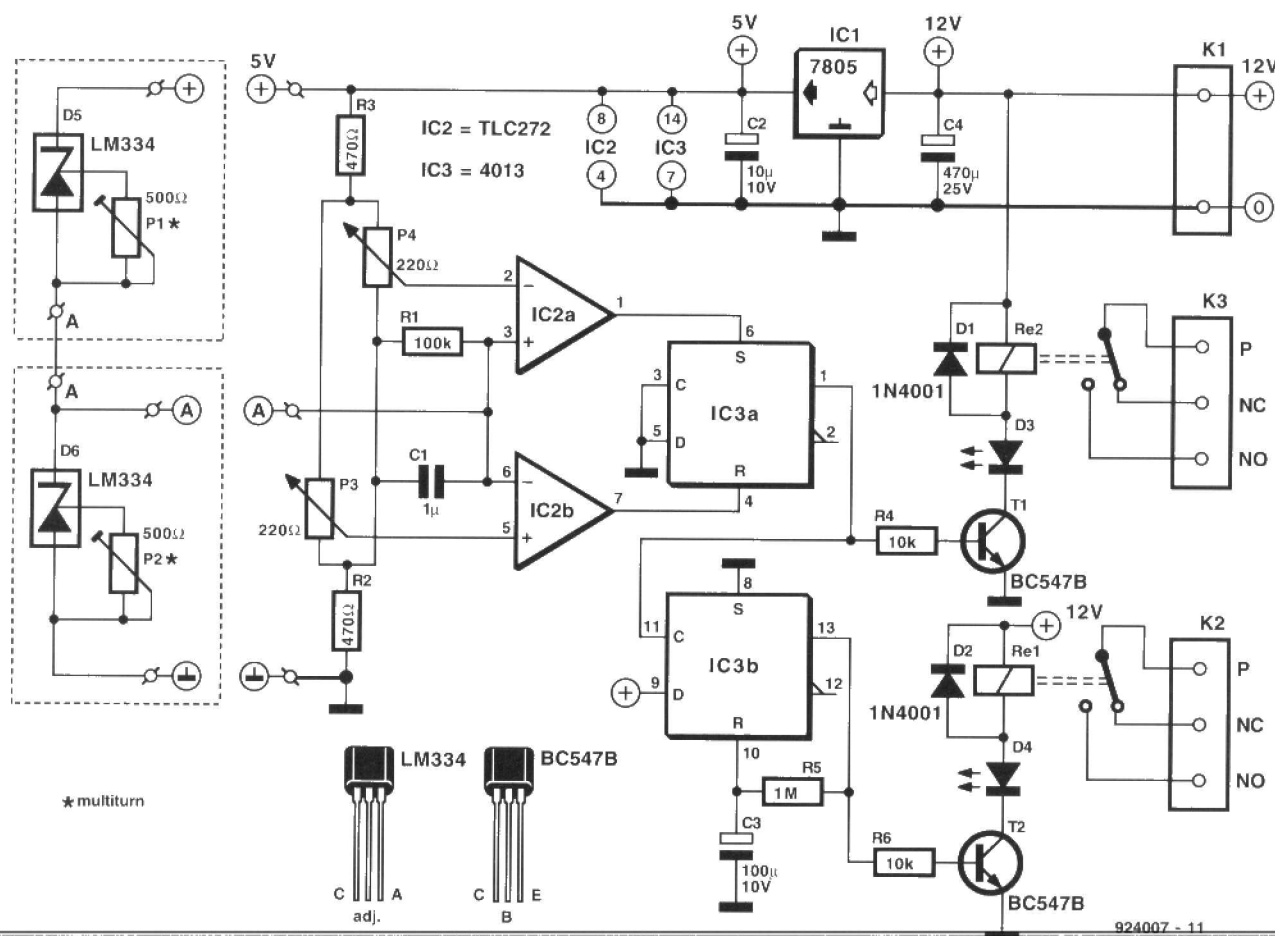 5V
12V
IC1
K1
12V
+
+
+
7805
0
D5
LM334
500Ω
P1*
A
A
5V
+
R3
470Ω
IC2 = TLC272
IC3 = 4013
8
IC2
4
14
IC3
7
C2
10µ
10V
C4
470µ
25V
P4
220Ω
R1
100k
2
−
3
+
IC2a
1
6
S
3
C
5
D
IC3a
1
2
R
4
D1
1N4001
Re2
K3
P
NC
NO
D3
A
D6
LM334
500Ω
P2*
A
C1
1µ
P3
220Ω
6
−
5
+
IC2b
7
R4
10k
T1
BC547B
R2
470Ω
8
S
11
C
9
D
+
IC3b
13
12
R
10
12V
+
D2
1N4001
Re1
K2
P
NC
NO
D4
R5
1M
C3
100µ
10V
R6
10k
T2
BC547B
LM334
BC547B
* multiturn
C
A
adj.
C
E
B
924007 - 11